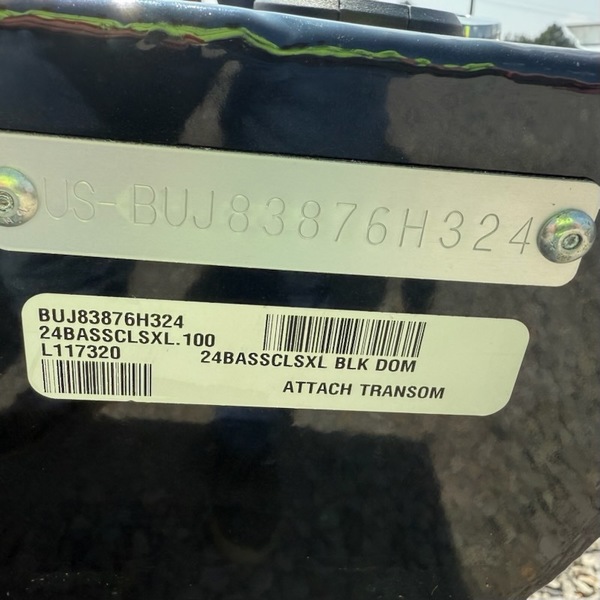 US-BUJ83876H324
BUJ83876H324
24BASSCLSXL.100
L117320
24BASSCLSXL BLK DOM
ATTACH TRANSOM